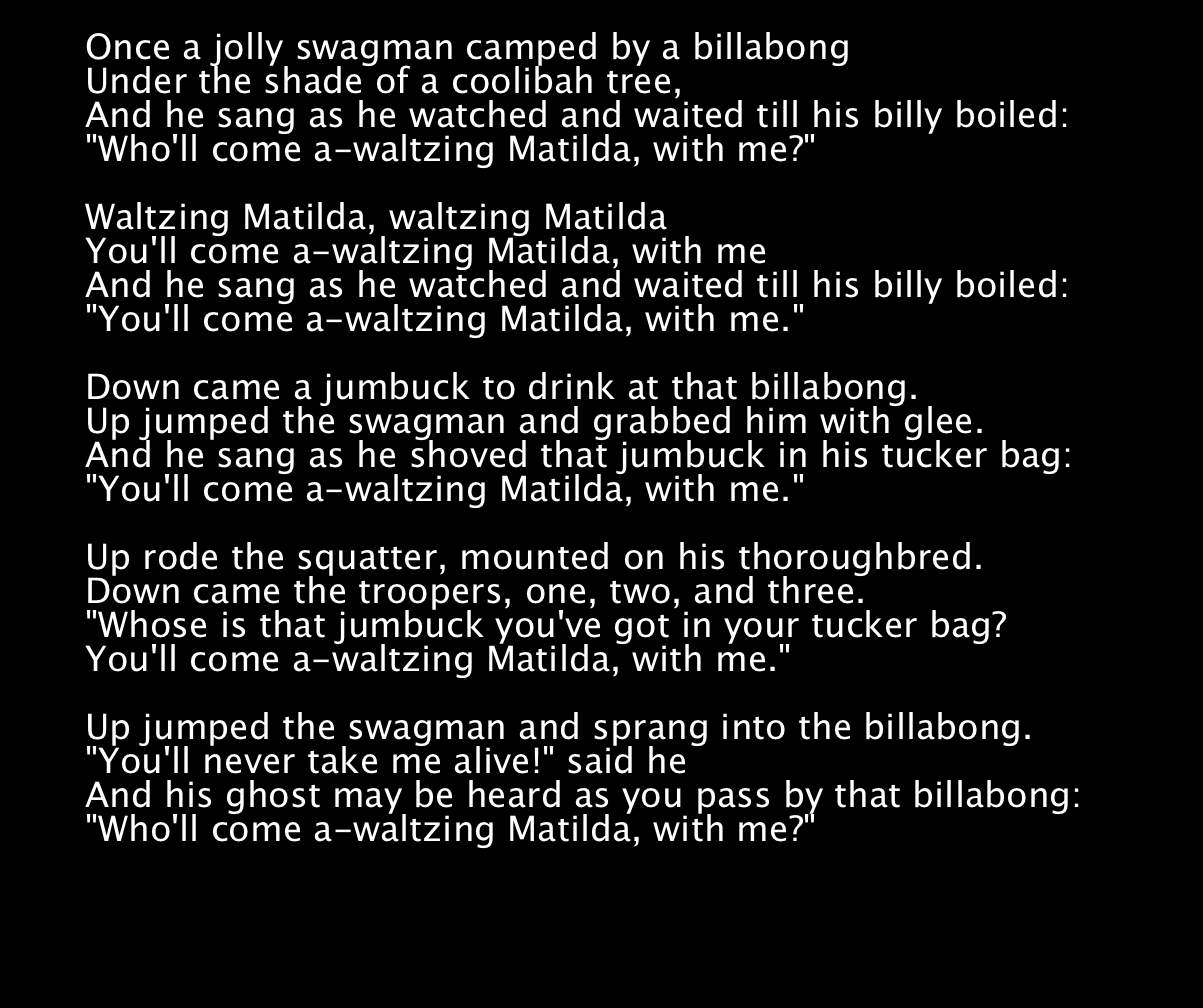 Once a jolly swagman camped by a billabong
Under the shade of a coolibah tree,
And he sang as he watched and waited till his billy boiled:
"Who'll come a-waltzing Matilda, with me?"

Waltzing Matilda, waltzing Matilda
You'll come a-waltzing Matilda, with me
And he sang as he watched and waited till his billy boiled:
"You'll come a-waltzing Matilda, with me."

Down came a jumbuck to drink at that billabong.
Up jumped the swagman and grabbed him with glee.
And he sang as he shoved that jumbuck in his tucker bag:
"You'll come a-waltzing Matilda, with me."

Up rode the squatter, mounted on his thoroughbred.
Down came the troopers, one, two, and three.
"Whose is that jumbuck you've got in your tucker bag?
You'll come a-waltzing Matilda, with me."

Up jumped the swagman and sprang into the billabong.
"You'll never take me alive!" said he
And his ghost may be heard as you pass by that billabong:
"Who'll come a-waltzing Matilda, with me?"